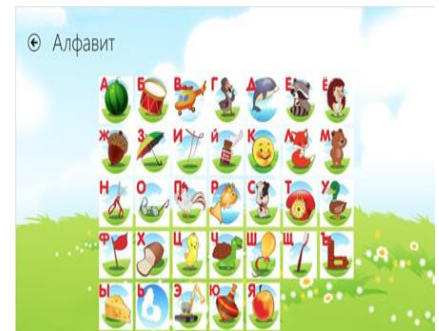 Алфавит
А Б В Г Д Е Ё
Ж З И Й К Л М
Н О П Р С Т У
Ф Х Ц Ч Ш Щ Ъ
Ы Ь Э Ю Я